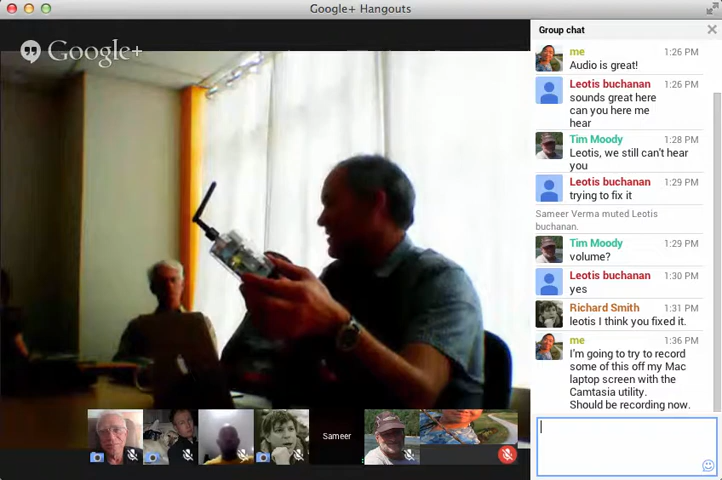 Google+ Hangouts
Google+
Group chat
me 1:26 PM
Audio is great!
Leotis buchanan 1:26 PM
sounds great here
can you here me
hear
Tim Moody 1:28 PM
Leotis, we still can't hear
you
Leotis buchanan 1:29 PM
trying to fix it
Sameer Verma muted Leotis
buchanan.
Tim Moody 1:29 PM
volume?
Leotis buchanan 1:30 PM
yes
Richard Smith 1:31 PM
leotis I think you fixed it.
me 1:36 PM
I'm going to try to record
some of this off my Mac
laptop screen with the
Camtasia utility.
Should be recording now.
Sameer